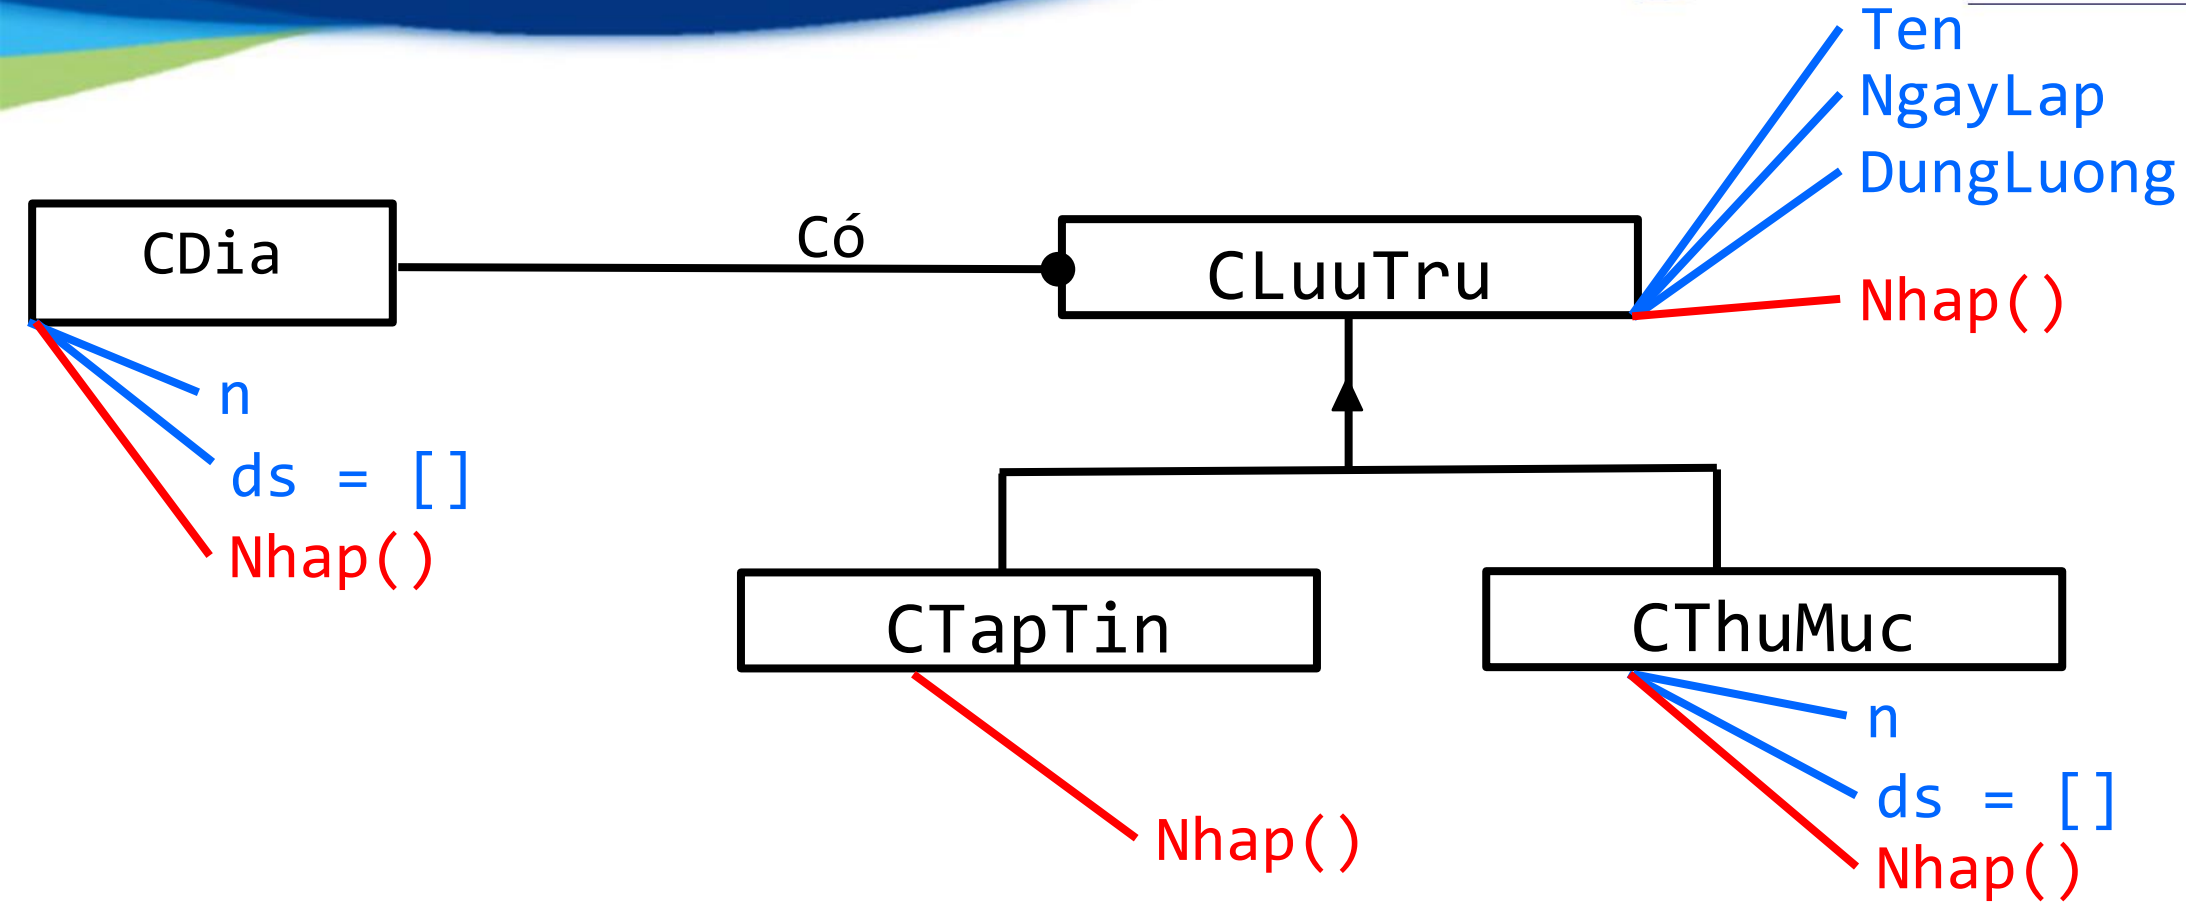 Ten
NgayLap
DungLuong
Nhap()
CDia
Có
CLuuTru
n
ds = []
Nhap()
CTapTin
CThuMuc
Nhap()
n
ds = []
Nhap()